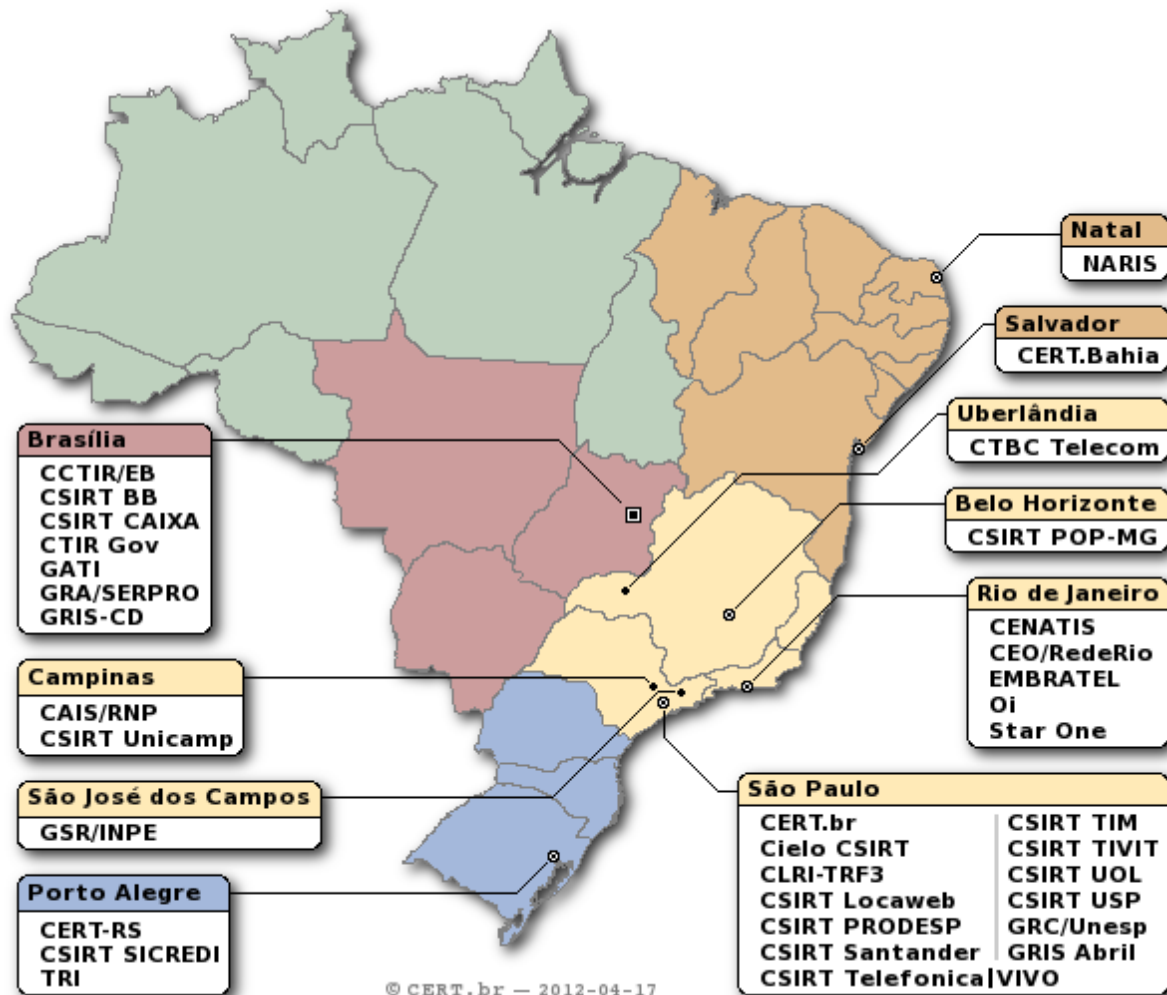 Natal
NARIS
Salvador
CERT.Bahia
Uberlândia
CTBC Telecom
Brasília
CCTIR/EB
CSIRT BB
CSIRT CAIXA
CTIR Gov
GATI
GRA/SERPRO
GRIS-CD
Belo Horizonte
CSIRT POP-MG
Rio de Janeiro
CENATIS
CEO/RedeRio
EMBRATEL
Oi
Star One
Campinas
CAIS/RNP
CSIRT Unicamp
São José dos Campos
GSR/INPE
São Paulo
CERT.br
Cielo CSIRT
CLRI-TRF3
CSIRT Locaweb
CSIRT PRODESP
CSIRT Santander
CSIRT Telefonica|VIVO
CSIRT TIM
CSIRT TIVIT
CSIRT UOL
CSIRT USP
GRC/Unesp
GRIS Abril
Porto Alegre
CERT-RS
CSIRT SICREDI
TRI
© CERT.br — 2012-04-17